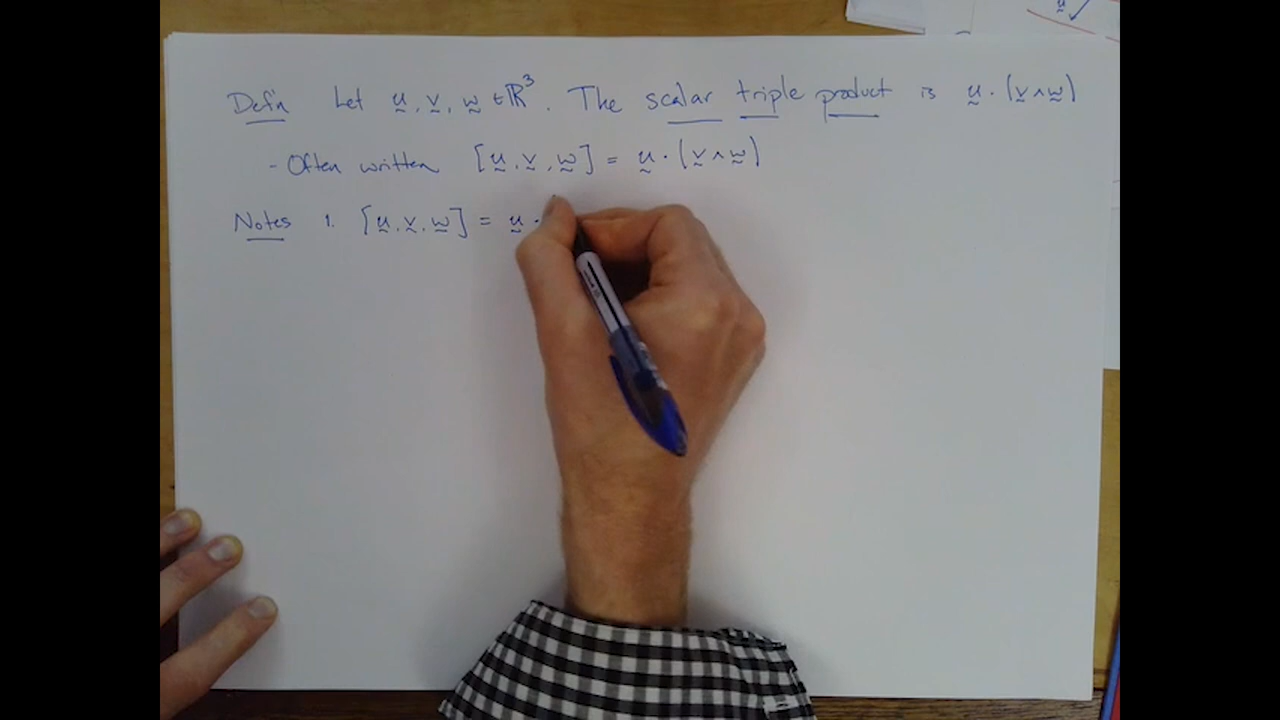 Defn Let u, v, w ∈ ℝ³. The scalar triple product is u · (v ∧ w)
- Often written [u, v, w] = u · (v ∧ w)
Notes 1. [u, v, w] = u ·